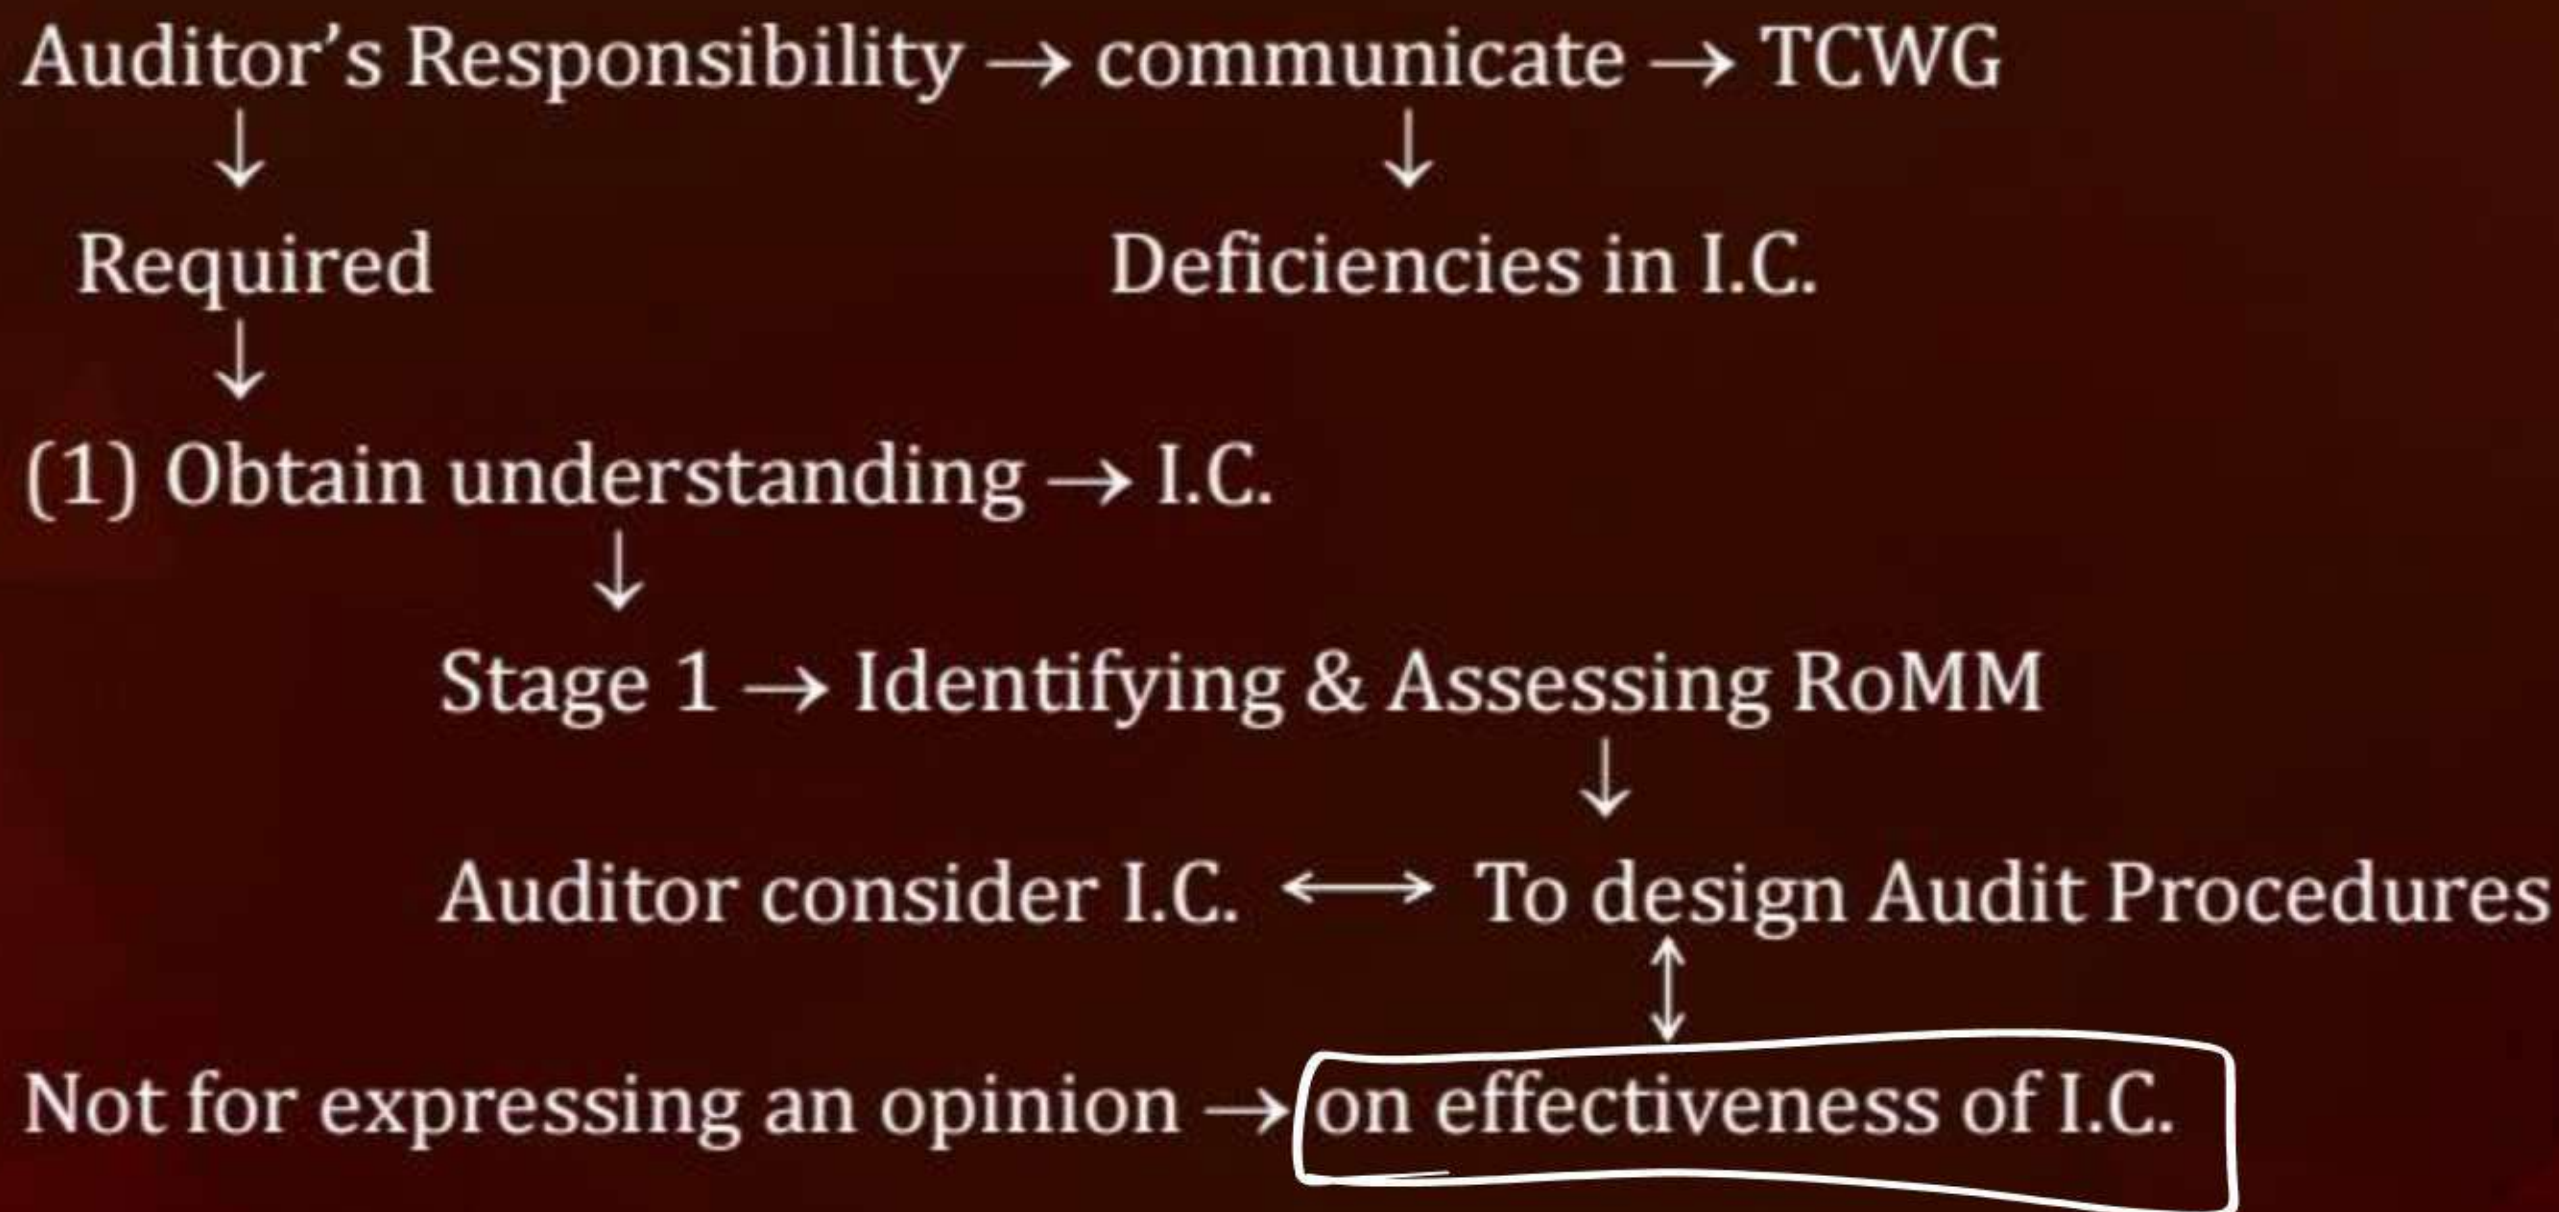 Auditor’s Responsibility → communicate → TCWG
↓ ↓
Required Deficiencies in I.C.
↓
(1) Obtain understanding → I.C.
↓
Stage 1 → Identifying & Assessing RoMM
↓
Auditor consider I.C. ↔ To design Audit Procedures
↕
Not for expressing an opinion → on effectiveness of I.C.